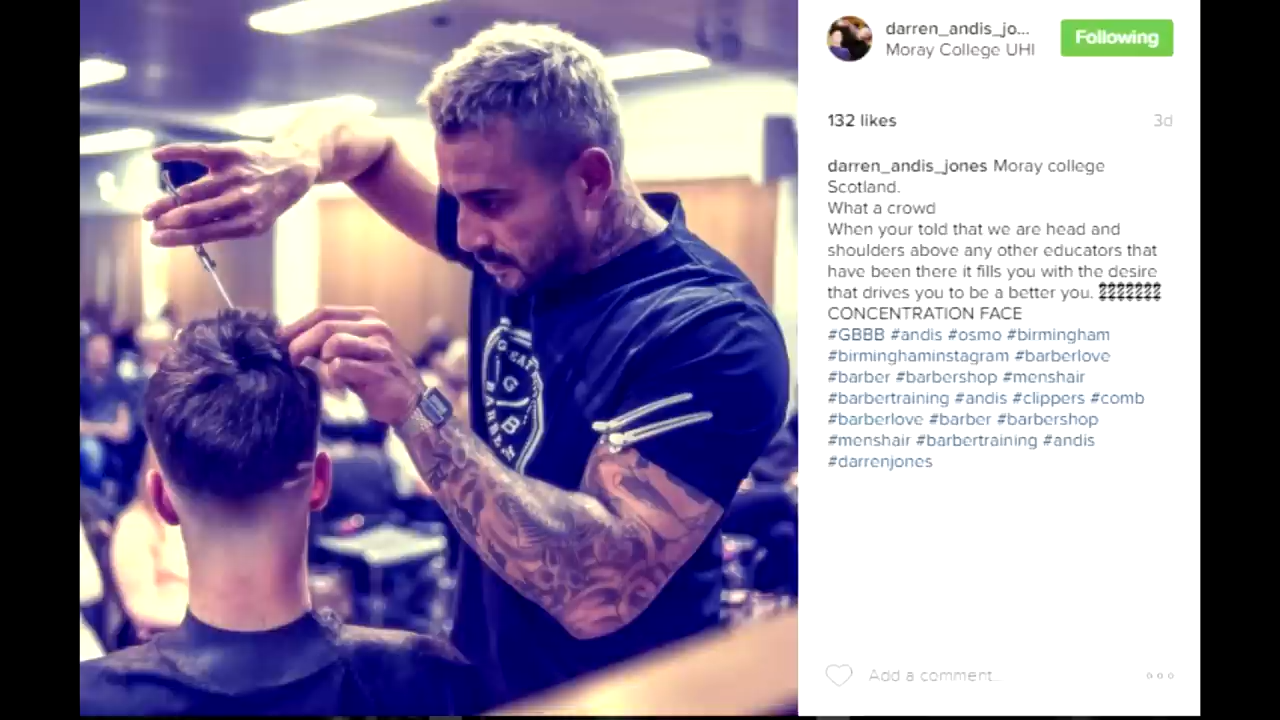 darren_andis_jo...
Moray College UHI
Following
132 likes
3d
darren_andis_jones Moray college
Scotland.
What a crowd
When your told that we are head and
shoulders above any other educators that
have been there it fills you with the desire
that drives you to be a better you.
CONCENTRATION FACE
#GBBB #andis #osmo #birmingham
#birminghaminstagram #barberlove
#barber #barbershop #menshair
#barbertraining #andis #clippers #comb
#barberlove #barber #barbershop
#menshair #barbertraining #andis
#darrenjones
Add a comment...
G
B